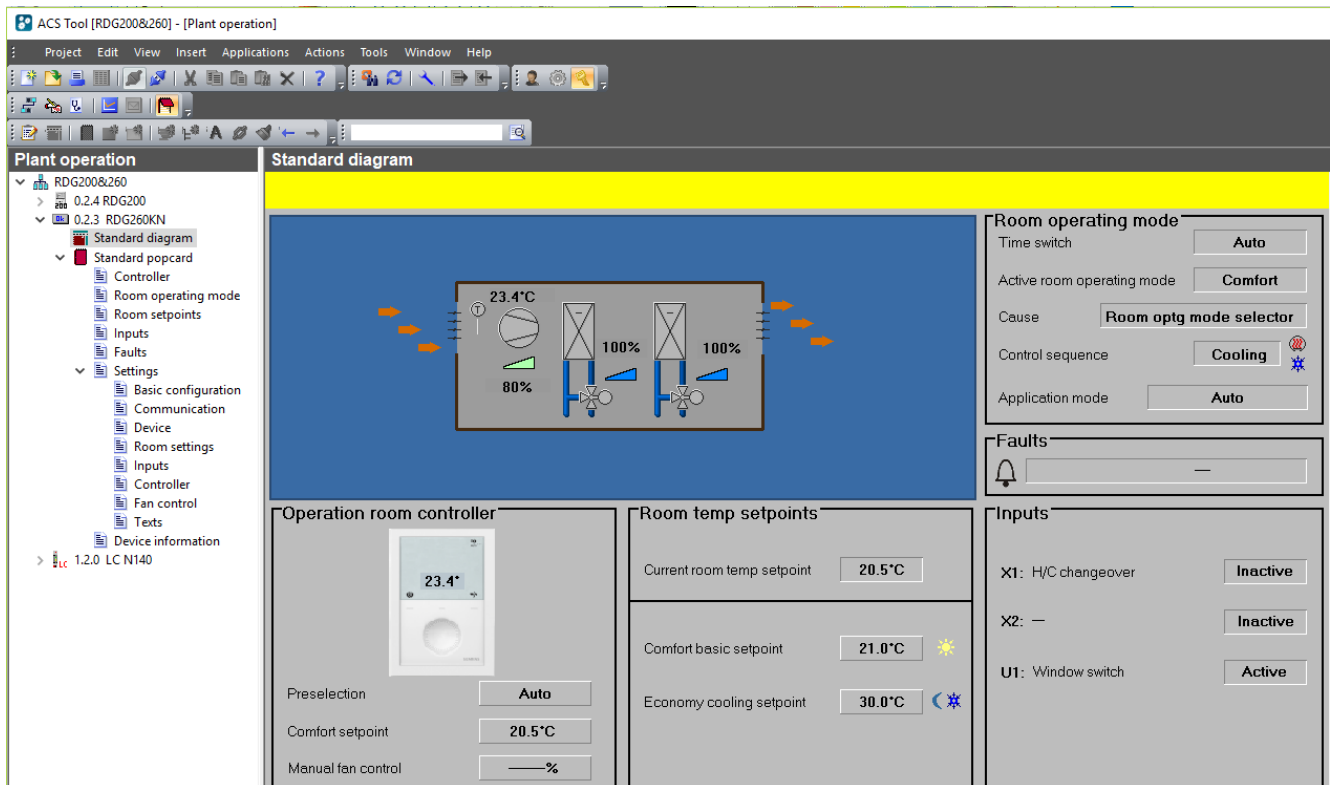 ACS Tool [RDG200&260] - [Plant operation]
Project Edit View Insert Applications Actions Tools Window Help
Plant operation
RDG200&260
0.2.4 RDG200
0.2.3 RDG260KN
Standard diagram
Standard popcard
Controller
Room operating mode
Room setpoints
Inputs
Faults
Settings
Basic configuration
Communication
Device
Room settings
Inputs
Controller
Fan control
Texts
Device information
LC 1.2.0 LC N140
Standard diagram
23.4°C
T
100%
100%
80%
Room operating mode
Time switch Auto
Active room operating mode Comfort
Cause Room optg mode selector
Control sequence Cooling
Application mode Auto
Faults
—
Operation room controller
23.4°
Preselection Auto
Comfort setpoint 20.5°C
Manual fan control ——%
Room temp setpoints
Current room temp setpoint 20.5°C
Comfort basic setpoint 21.0°C
Economy cooling setpoint 30.0°C
Inputs
X1: H/C changeover Inactive
X2: — Inactive
U1: Window switch Active